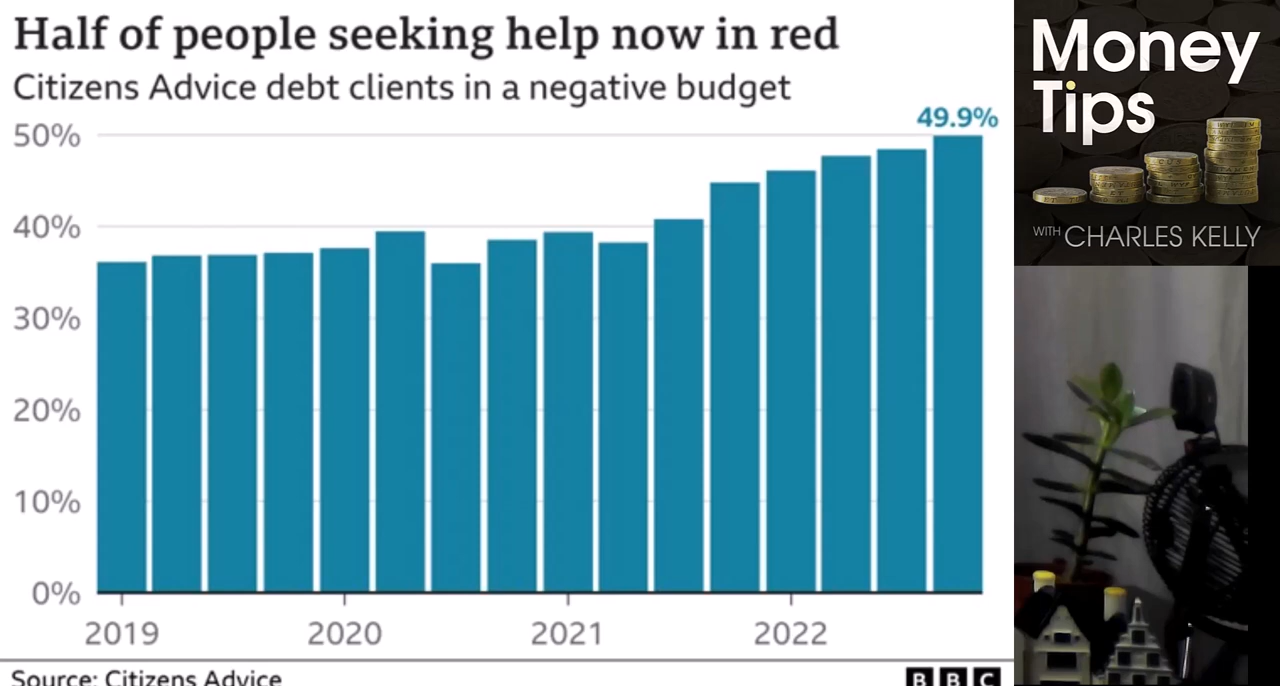 Half of people seeking help now in red
Citizens Advice debt clients in a negative budget
49.9%
50%
40%
30%
20%
10%
0%
2019
2020
2021
2022
Source: Citizens Advice
BBC
Money
Tips
WITH CHARLES KELLY